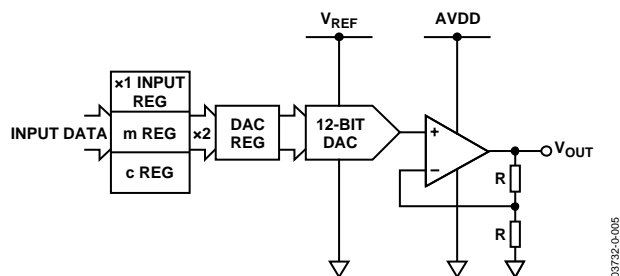 V_REF
AVDD
×1 INPUT
REG
INPUT DATA
m REG
×2
DAC
REG
12-BIT
DAC
c REG
+
–
V_OUT
R
R
03732-0-005